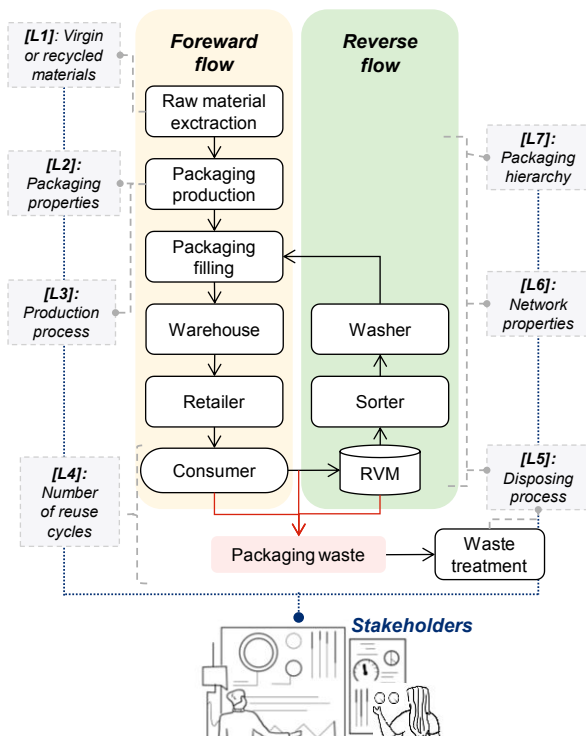 [L1]: Virgin
or recycled
materials
Foreward
flow
Reverse
flow
Raw material
exctraction
[L2]:
Packaging
properties
Packaging
production
[L7]:
Packaging
hierarchy
Packaging
filling
[L3]:
Production
process
Warehouse
Washer
[L6]:
Network
properties
Retailer
Sorter
[L4]:
Number
of reuse
cycles
Consumer
RVM
[L5]:
Disposing
process
Packaging waste
Waste
treatment
Stakeholders